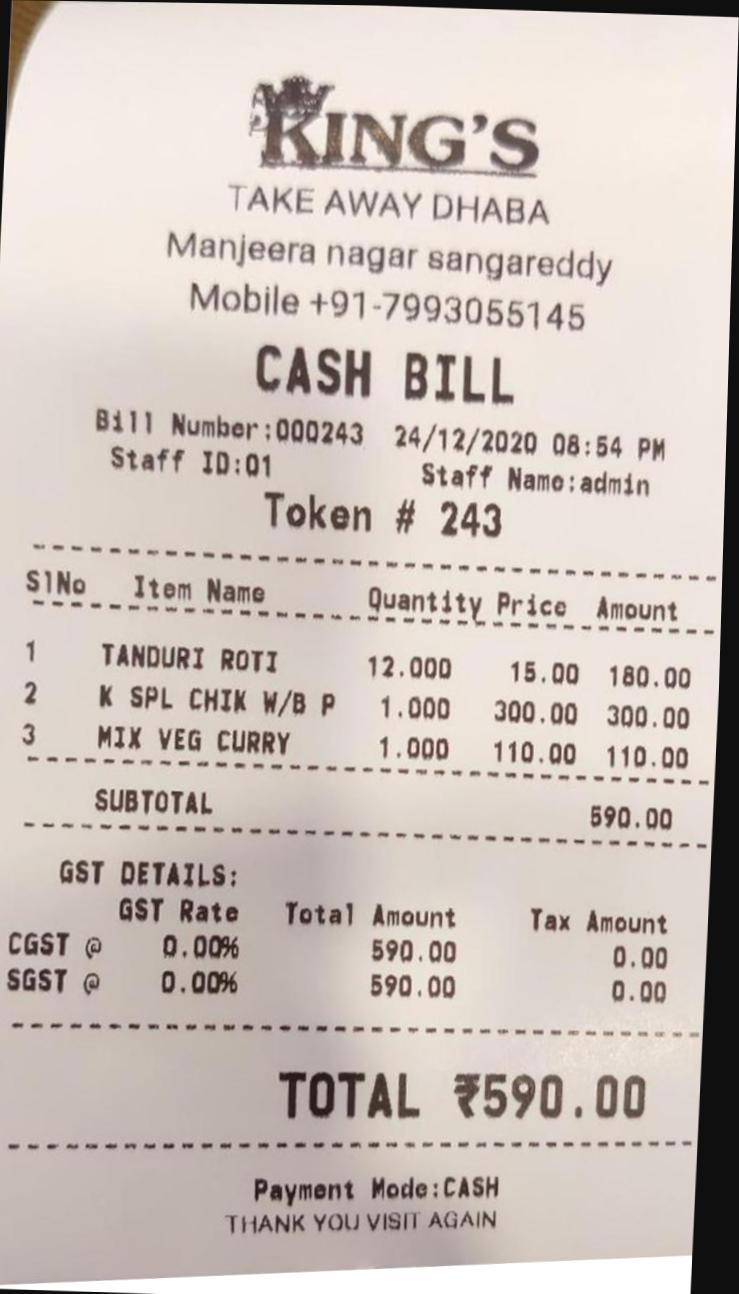 KING'S
TAKE AWAY DHABA
Manjeera nagar sangareddy
Mobile +91-7993055145
CASH BILL
Bill Number:000243 24/12/2020 08:54 PM
Staff ID:01 Staff Name:admin
Token # 243
SlNo Item Name Quantity Price Amount
1 TANDURI ROTI 12.000 15.00 180.00
2 K SPL CHIK W/B P 1.000 300.00 300.00
3 MIX VEG CURRY 1.000 110.00 110.00
SUBTOTAL 590.00
GST DETAILS:
GST Rate Total Amount Tax Amount
CGST @ 0.00% 590.00 0.00
SGST @ 0.00% 590.00 0.00
TOTAL ₹590.00
Payment Mode:CASH
THANK YOU VISIT AGAIN